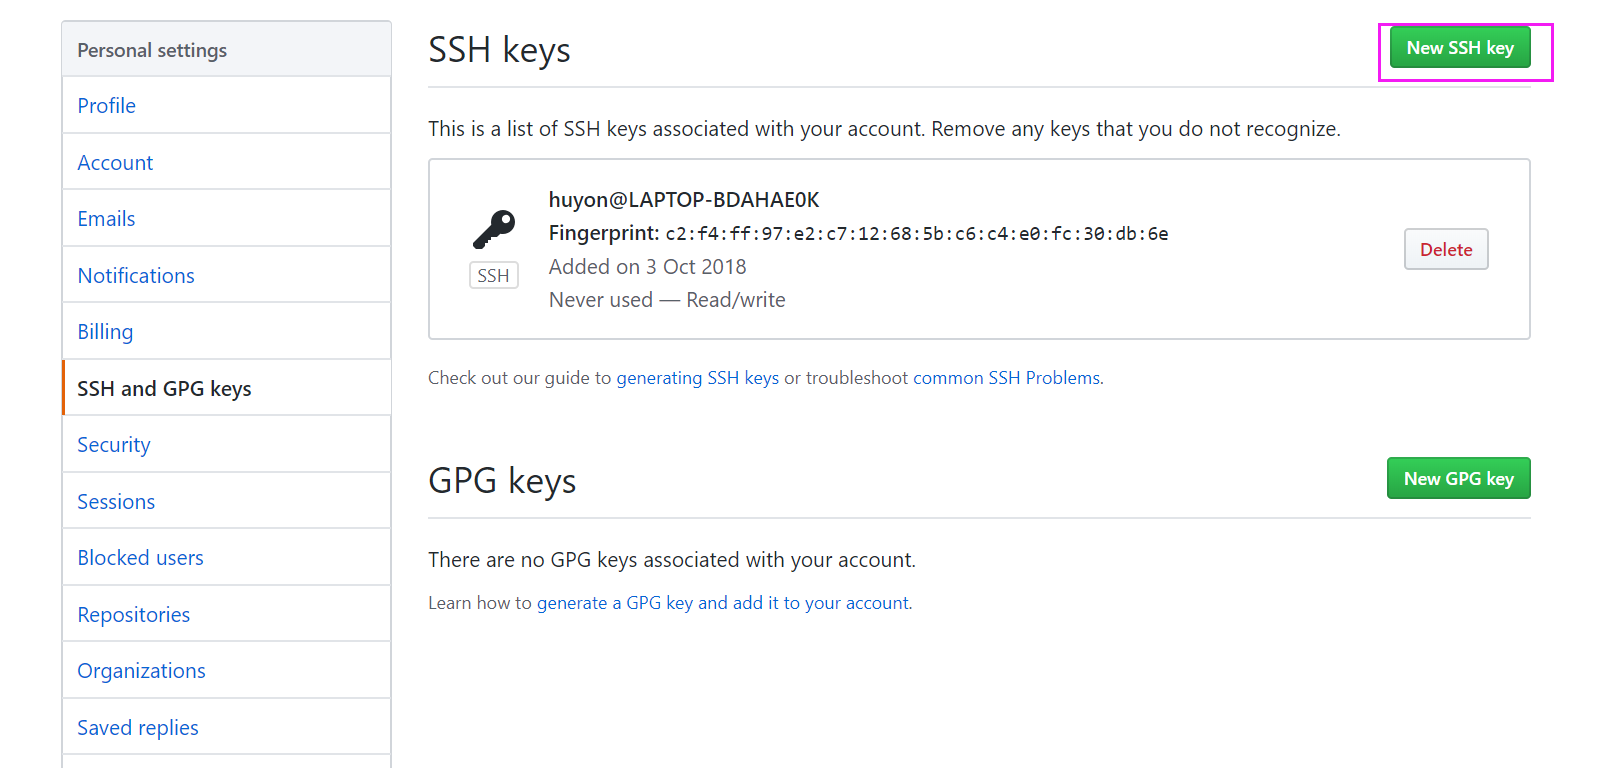 Personal settings
Profile
Account
Emails
Notifications
Billing
SSH and GPG keys
Security
Sessions
Blocked users
Repositories
Organizations
Saved replies
SSH keys
New SSH key
This is a list of SSH keys associated with your account. Remove any keys that you do not recognize.
huyon@LAPTOP-BDAHAE0K
Fingerprint: c2:f4:ff:97:e2:c7:12:68:5b:c6:c4:e0:fc:30:db:6e
Added on 3 Oct 2018
Never used — Read/write
SSH
Delete
Check out our guide to generating SSH keys or troubleshoot common SSH Problems.
GPG keys
New GPG key
There are no GPG keys associated with your account.
Learn how to generate a GPG key and add it to your account.